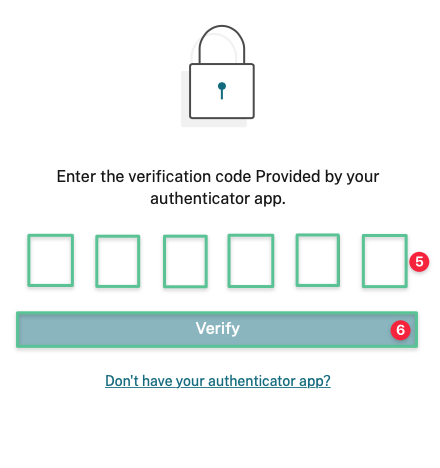 Enter the verification code Provided by your
authenticator app.
5
Verify
6
Don't have your authenticator app?